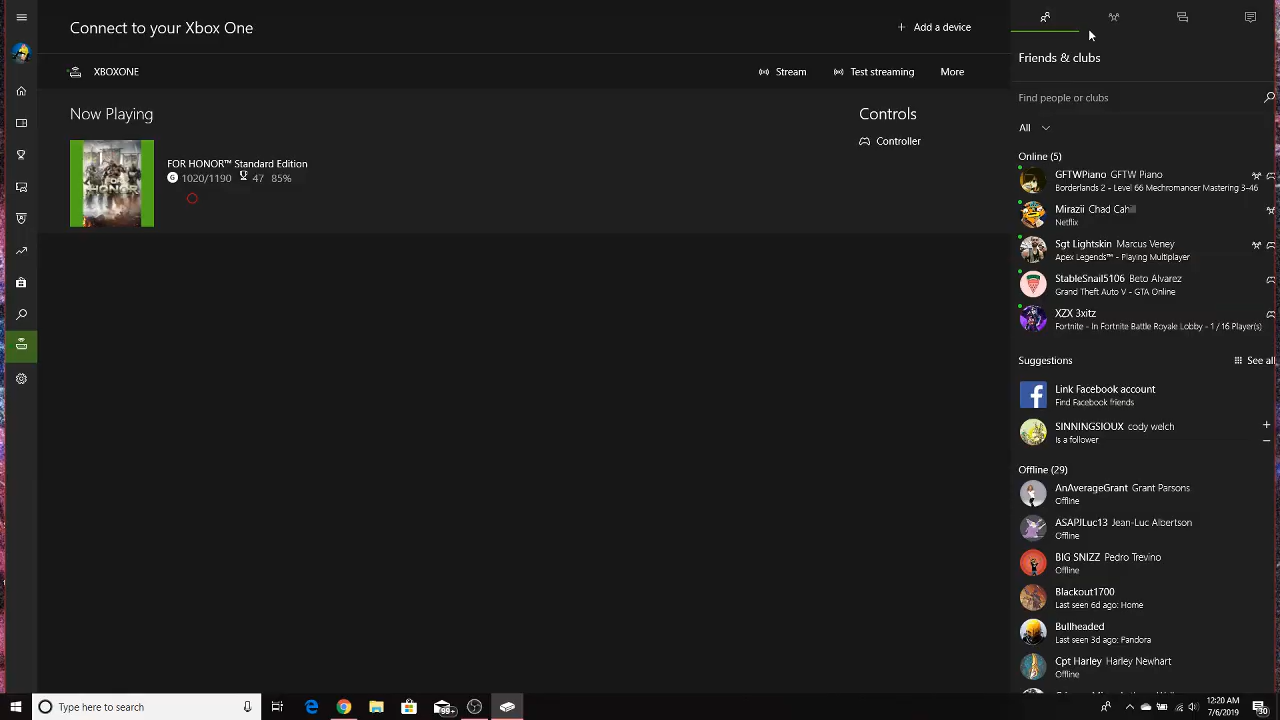 Connect to your Xbox One
Add a device
XBOXONE
Stream
Test streaming
More
Now Playing
HONOR
FOR HONOR™ Standard Edition
G 1020/1190 47 85%
Controls
Controller
Friends & clubs
Find people or clubs
All
Online (5)
GFTWPiano GFTW Piano
Borderlands 2 - Level 66 Mechromancer Mastering 3-46
Mirazii Chad Cahill
Netflix
Sgt Lightskin Marcus Veney
Apex Legends™ - Playing Multiplayer
StableSnail5106 Beto Alvarez
Grand Theft Auto V - GTA Online
XZX 3xitz
Fortnite - In Fortnite Battle Royale Lobby - 1 / 16 Player(s)
Suggestions
See all
Link Facebook account
Find Facebook friends
SINNINGSIOUX cody welch
Is a follower
Offline (29)
AnAverageGrant Grant Parsons
Offline
ASAPJLuc13 Jean-Luc Albertson
Offline
BIG SNIZZ Pedro Trevino
Offline
Blackout1700
Last seen 6d ago: Home
Bullheaded
Last seen 3d ago: Pandora
Cpt Harley Harley Newhart
Offline
Type here to search
99+
12:20 AM
7/6/2019
30